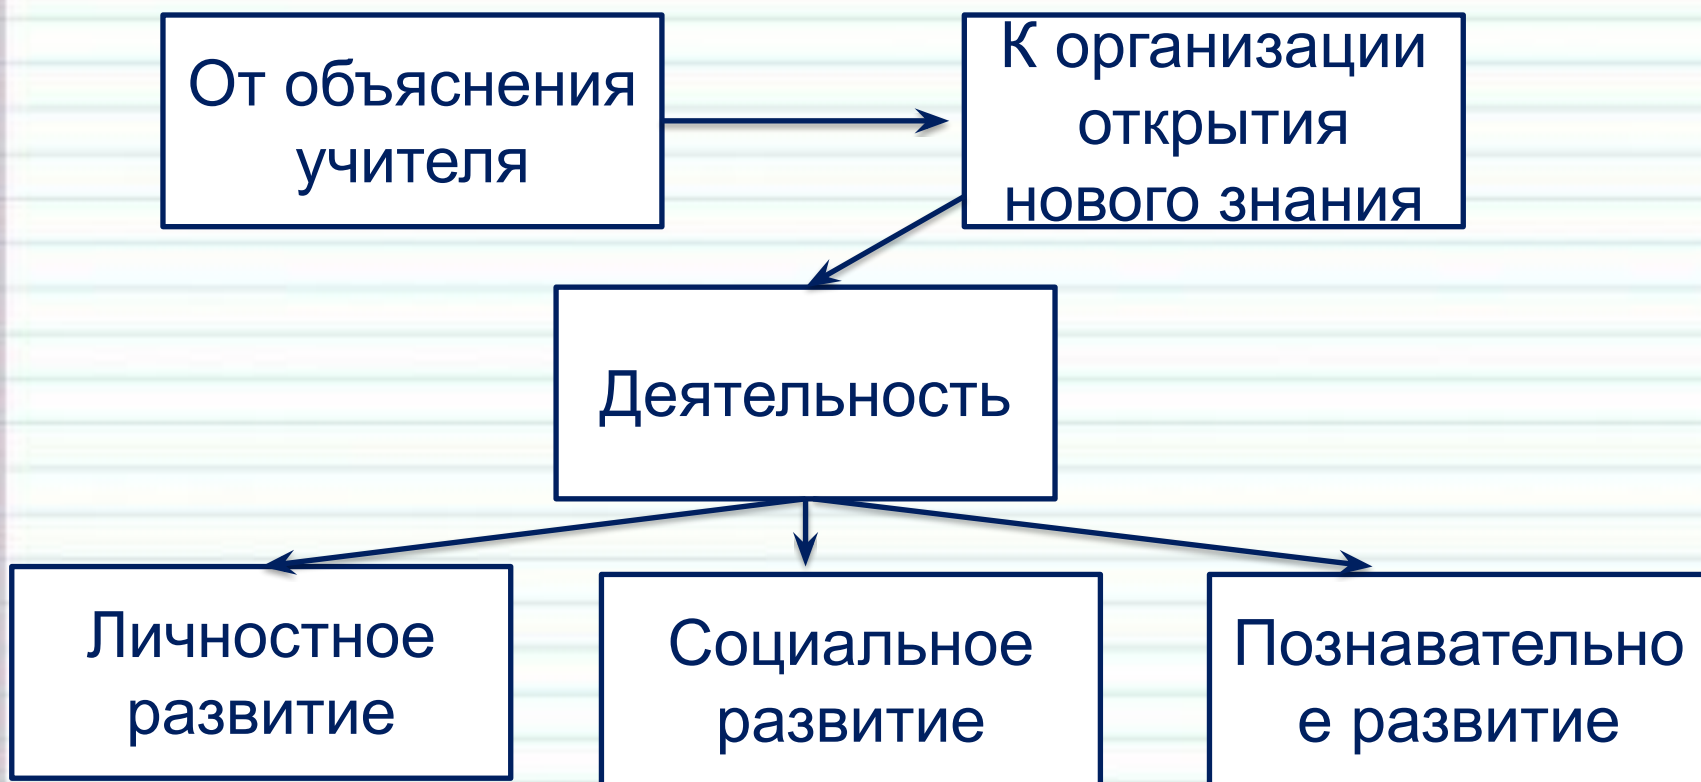 От объяснения
учителя
К организации
открытия
нового знания
Деятельность
Личностное
развитие
Социальное
развитие
Познавательно
е развитие